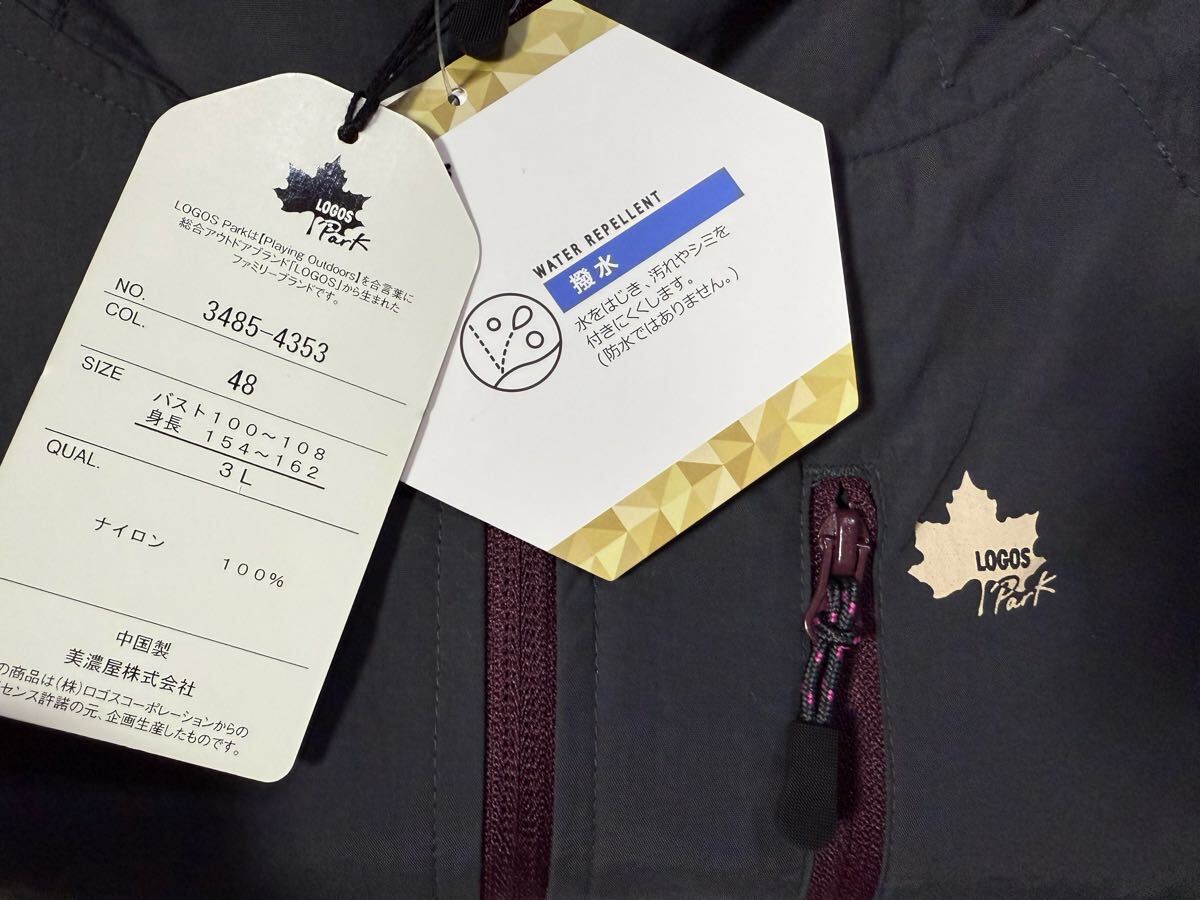 LOGOS
Park
LOGOS Parkは【Playing Outdoors】を合言葉に
総合アウトドアブランド「LOGOS」から生まれた
ファミリーブランドです。
NO. 3485-4353
COL. 48
SIZE バスト100～108
身長 154～162
3L
QUAL.
ナイロン 100%
中国製
美濃屋株式会社
の商品は(株)ロゴスコーポレーションからの
センス許諾の元、企画生産したものです。
WATER REPELLENT
撥水
水をはじき、汚れやシミを
付きにくくします。
(防水ではありません。)
LOGOS
Park